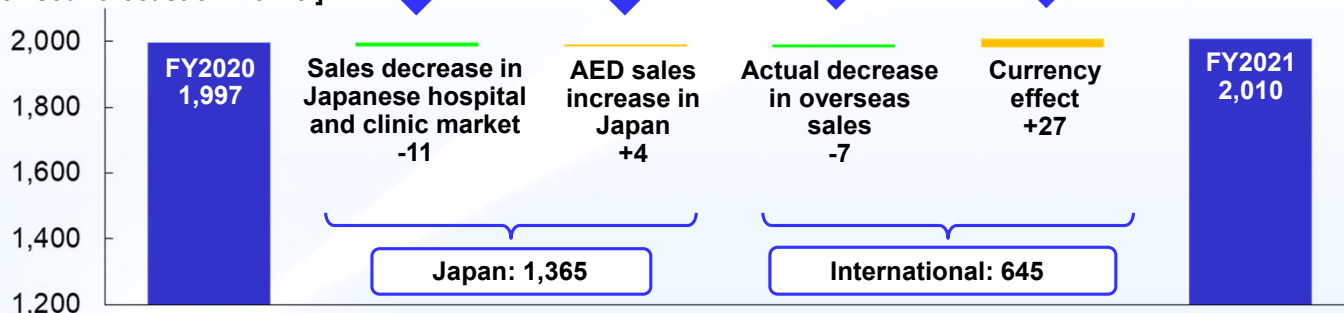 2,000
1,800
1,600
1,400
1,200
FY2020
1,997
Sales decrease in
Japanese hospital
and clinic market
-11
AED sales
increase in
Japan
+4
Actual decrease
in overseas
sales
-7
Currency
effect
+27
FY2021
2,010
Japan: 1,365
International: 645